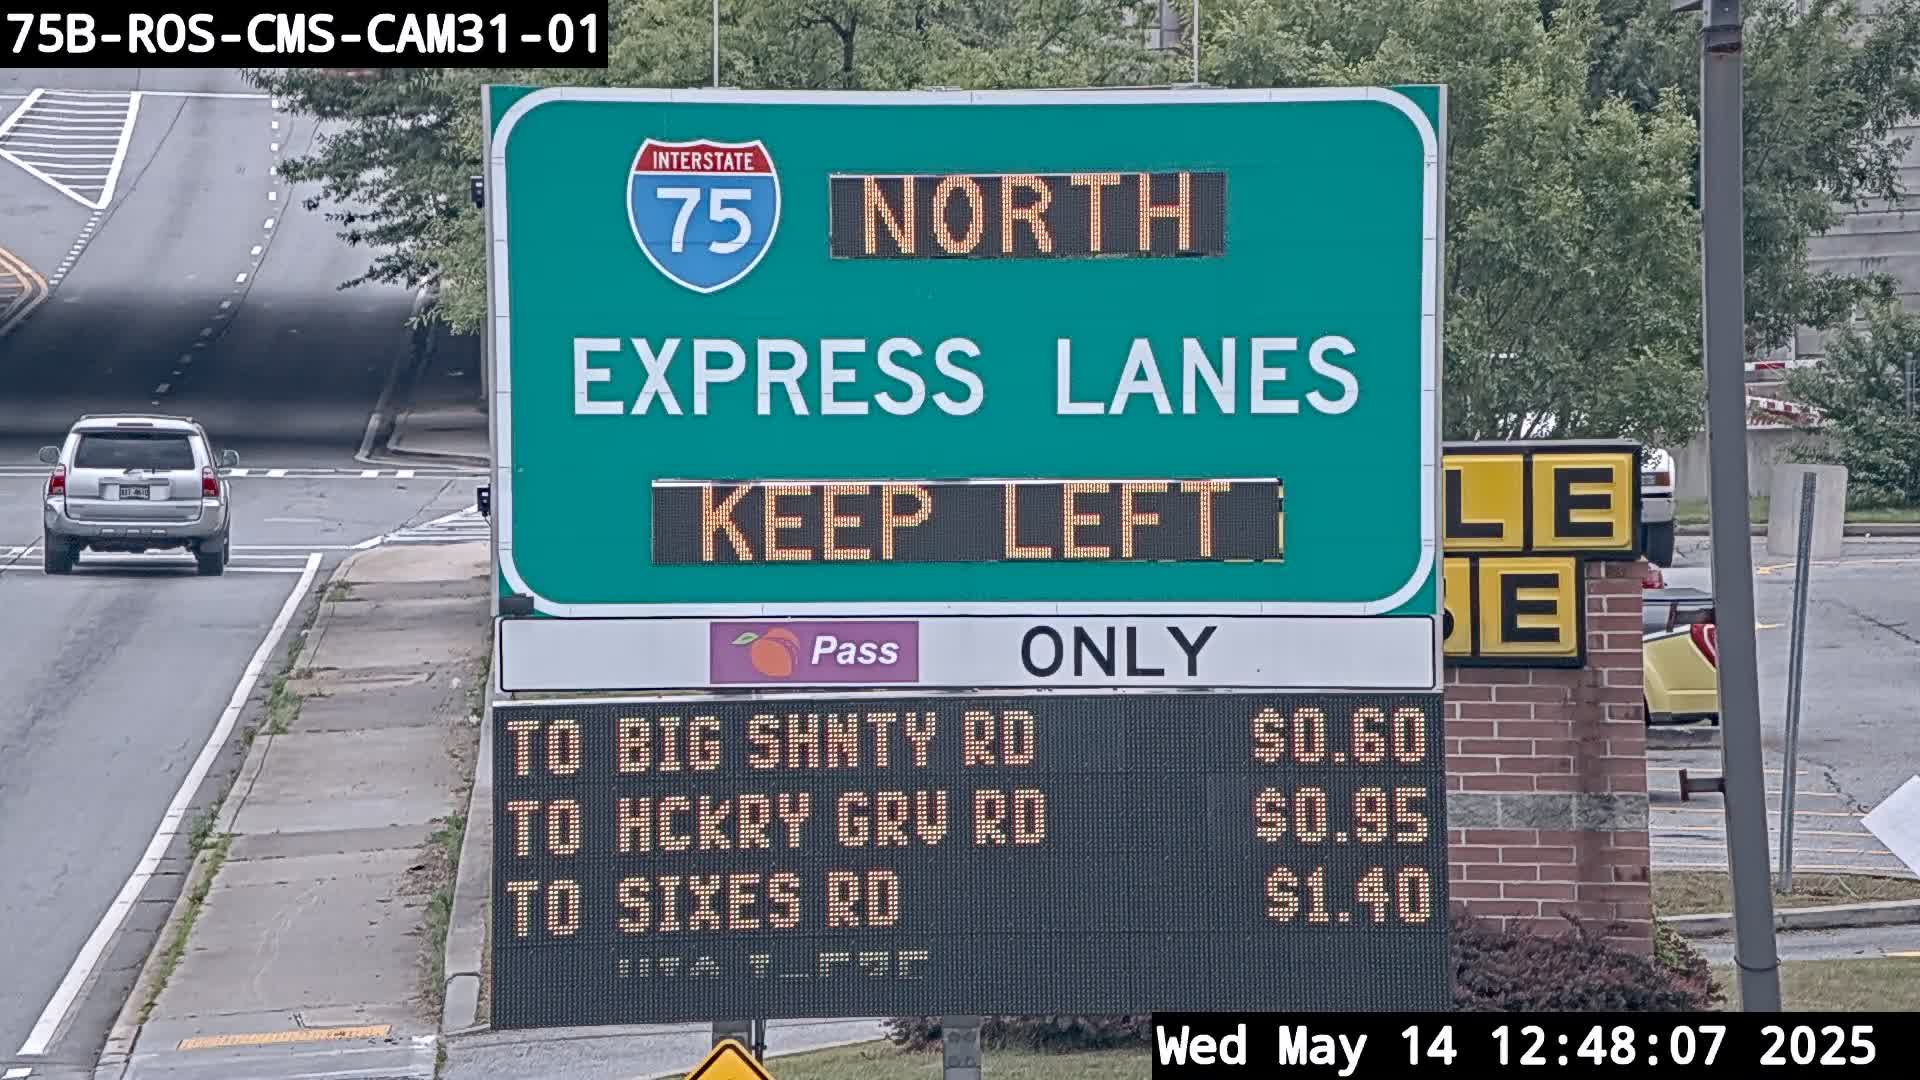 75B-ROS-CMS-CAM31-01
INTERSTATE
75
NORTH
EXPRESS LANES
KEEP LEFT
LE
E
Pass ONLY
TO BIG SHNTY RD $0.60
TO HCKRY GRV RD $0.95
TO SIXES RD $1.40
Wed May 14 12:48:07 2025